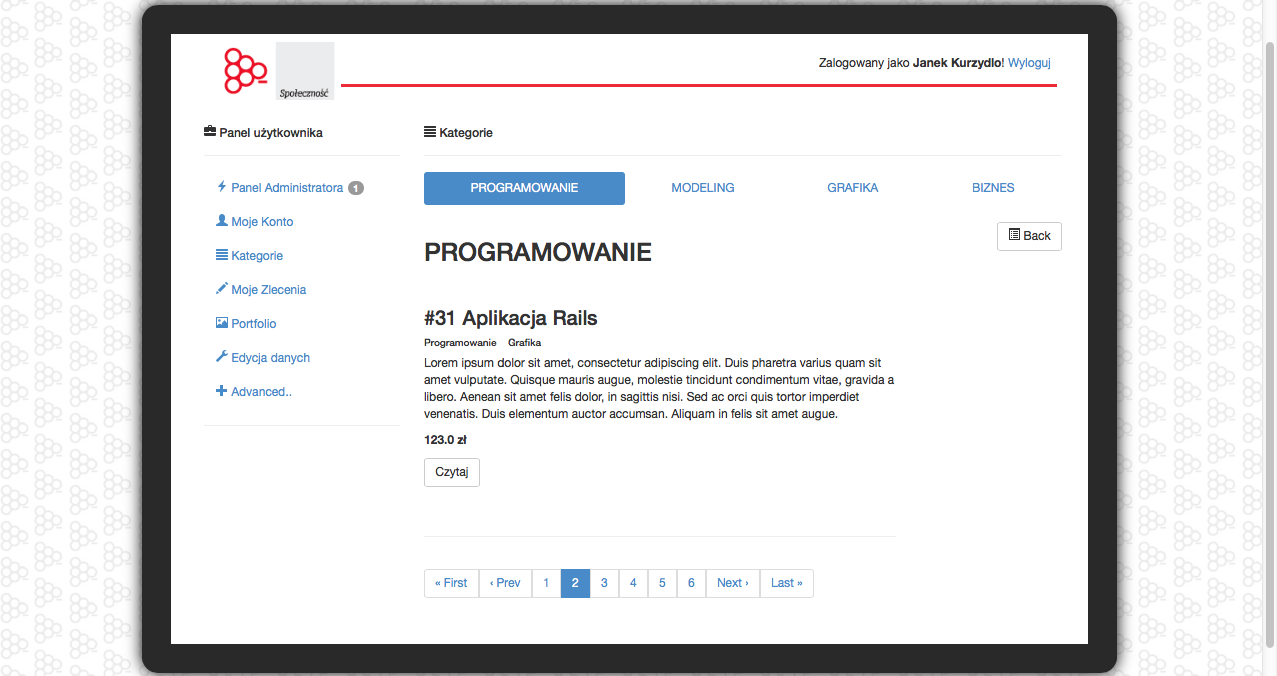 Społeczność
Zalogowany jako Janek Kurzydlo! Wyloguj
Panel użytkownika
Panel Administratora 1
Moje Konto
Kategorie
Moje Zlecenia
Portfolio
Edycja danych
Advanced..
Kategorie
PROGRAMOWANIE MODELING GRAFIKA BIZNES
Back
PROGRAMOWANIE
#31 Aplikacja Rails
Programowanie Grafika
Lorem ipsum dolor sit amet, consectetur adipiscing elit. Duis pharetra varius quam sit
amet vulputate. Quisque mauris augue, molestie tincidunt condimentum vitae, gravida a
libero. Aenean sit amet felis dolor, in sagittis nisi. Sed ac orci quis tortor imperdiet
venenatis. Duis elementum auctor accumsan. Aliquam in felis sit amet augue.
123.0 zł
Czytaj
« First ‹ Prev 1 2 3 4 5 6 Next › Last »